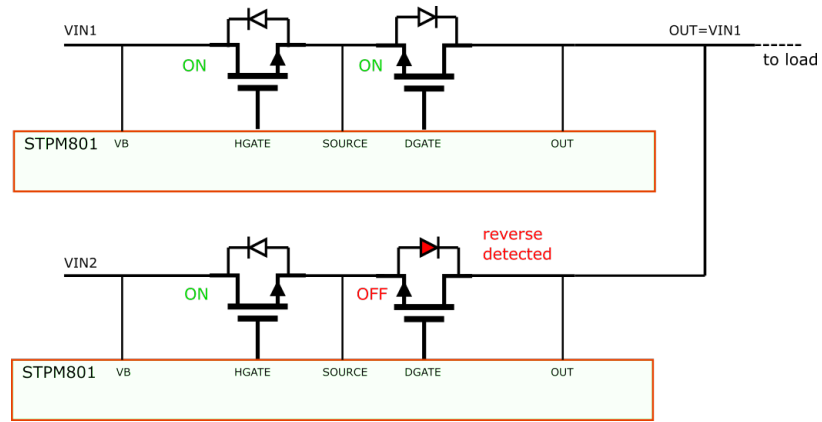 VIN1
OUT=VIN1
to load
ON
ON
STPM801
VB
HGATE
SOURCE
DGATE
OUT
reverse
detected
VIN2
ON
OFF
STPM801
VB
HGATE
SOURCE
DGATE
OUT